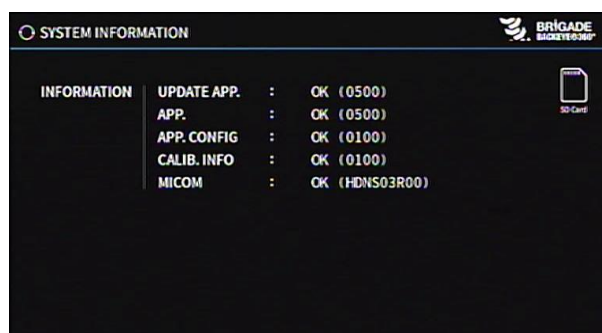 SYSTEM INFORMATION
BRIGADE
BACKEYE®360°
INFORMATION
UPDATE APP. : OK (0500)
APP. : OK (0500)
APP. CONFIG : OK (0100)
CALIB. INFO : OK (0100)
MICOM : OK (HDNS03R00)
SD Card